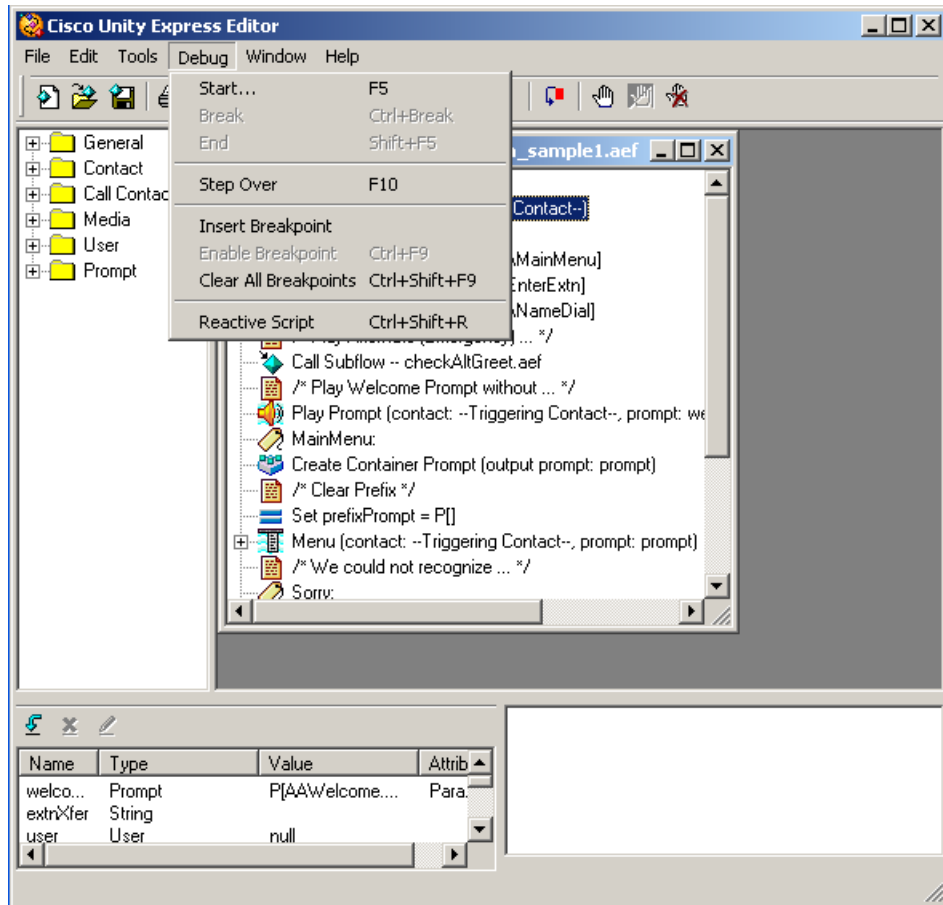 Cisco Unity Express Editor
File Edit Tools Debug Window Help
Start... F5
Break Ctrl+Break
End Shift+F5
Step Over F10
Insert Breakpoint
Enable Breakpoint Ctrl+F9
Clear All Breakpoints Ctrl+Shift+F9
Reactive Script Ctrl+Shift+R
General
Contact
Call Contac
Media
User
Prompt
_sample1.aef
Contact--)
MainMenu]
EnterExtn]
NameDial]
/* Play Alternate (Emergency) ... */
Call Subflow -- checkAltGreet.aef
/* Play Welcome Prompt without ... */
Play Prompt (contact: --Triggering Contact--, prompt: we
MainMenu:
Create Container Prompt (output prompt: prompt)
/* Clear Prefix */
Set prefixPrompt = P[]
Menu (contact: --Triggering Contact--, prompt: prompt)
/* We could not recognize ... */
Sorry:
Name Type Value Attrib
welco... Prompt P[AAWelcome.... Para
extnXfer String
user User null